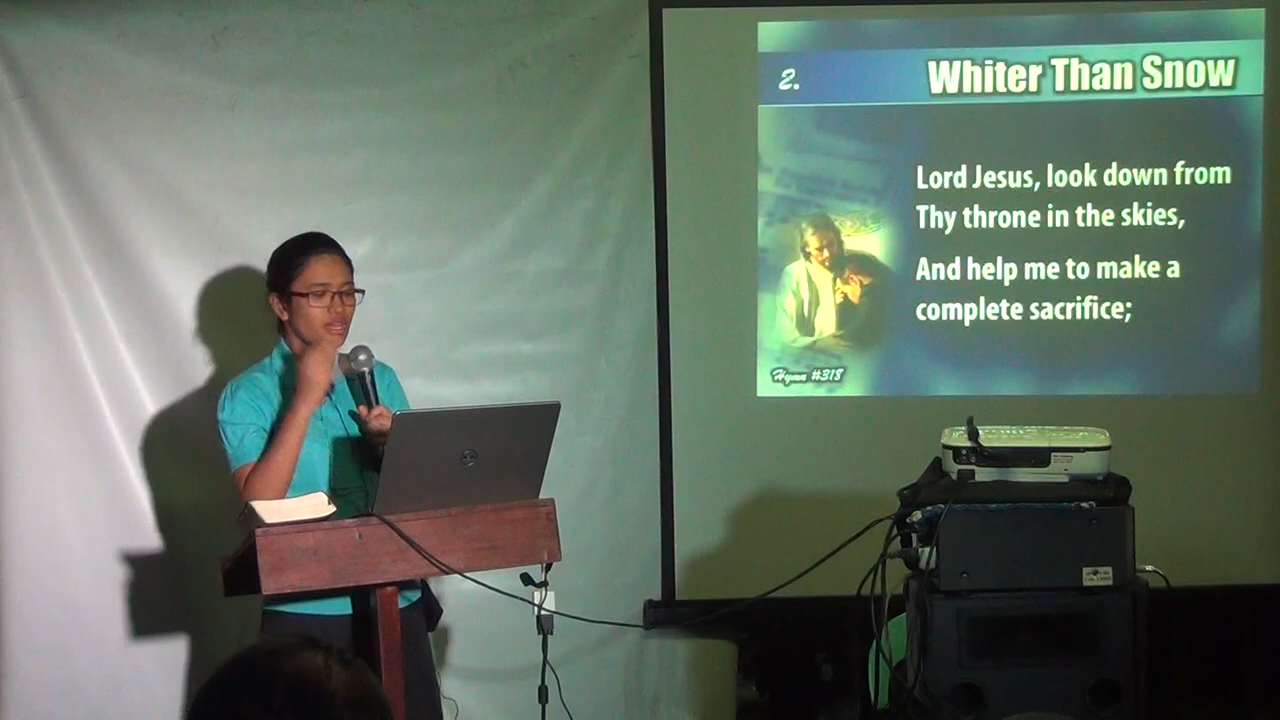 2.
Whiter Than Snow
Lord Jesus, look down from
Thy throne in the skies,
And help me to make a
complete sacrifice;
Hymn #318